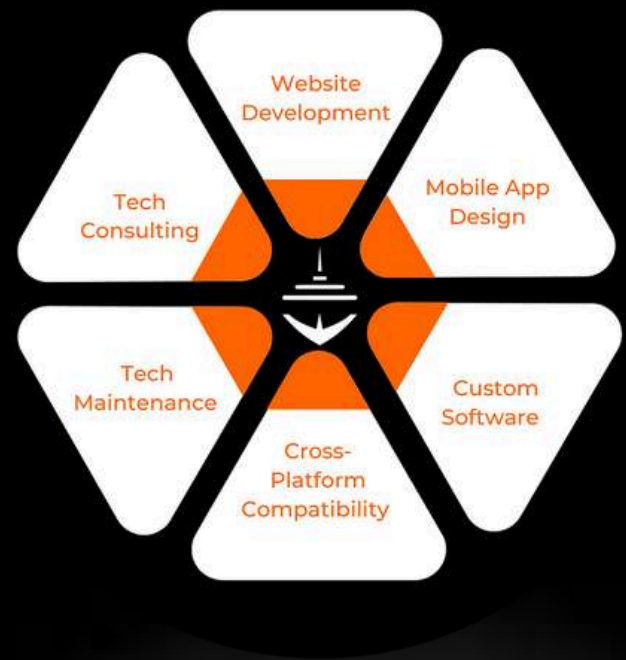 Website
Development
Mobile App
Design
Custom
Software
Cross-
Platform
Compatibility
Tech
Maintenance
Tech
Consulting